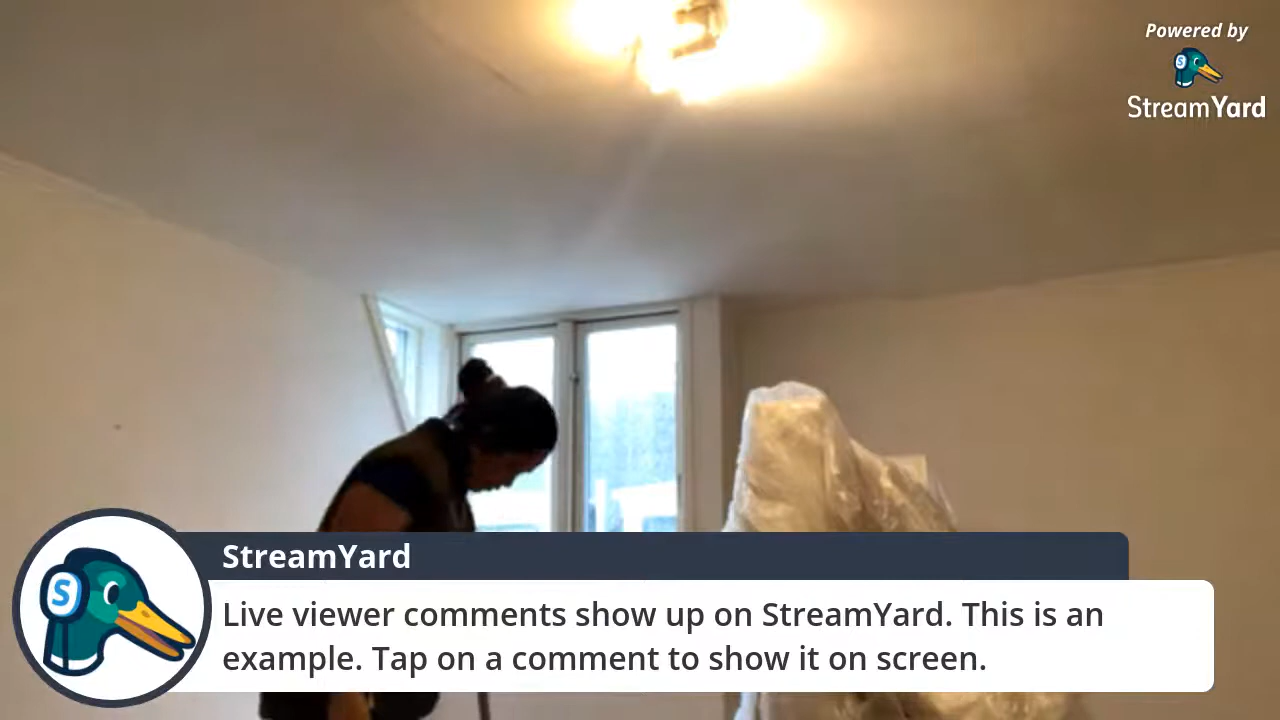 Powered by
StreamYard
S
StreamYard
Live viewer comments show up on StreamYard. This is an
example. Tap on a comment to show it on screen.
S